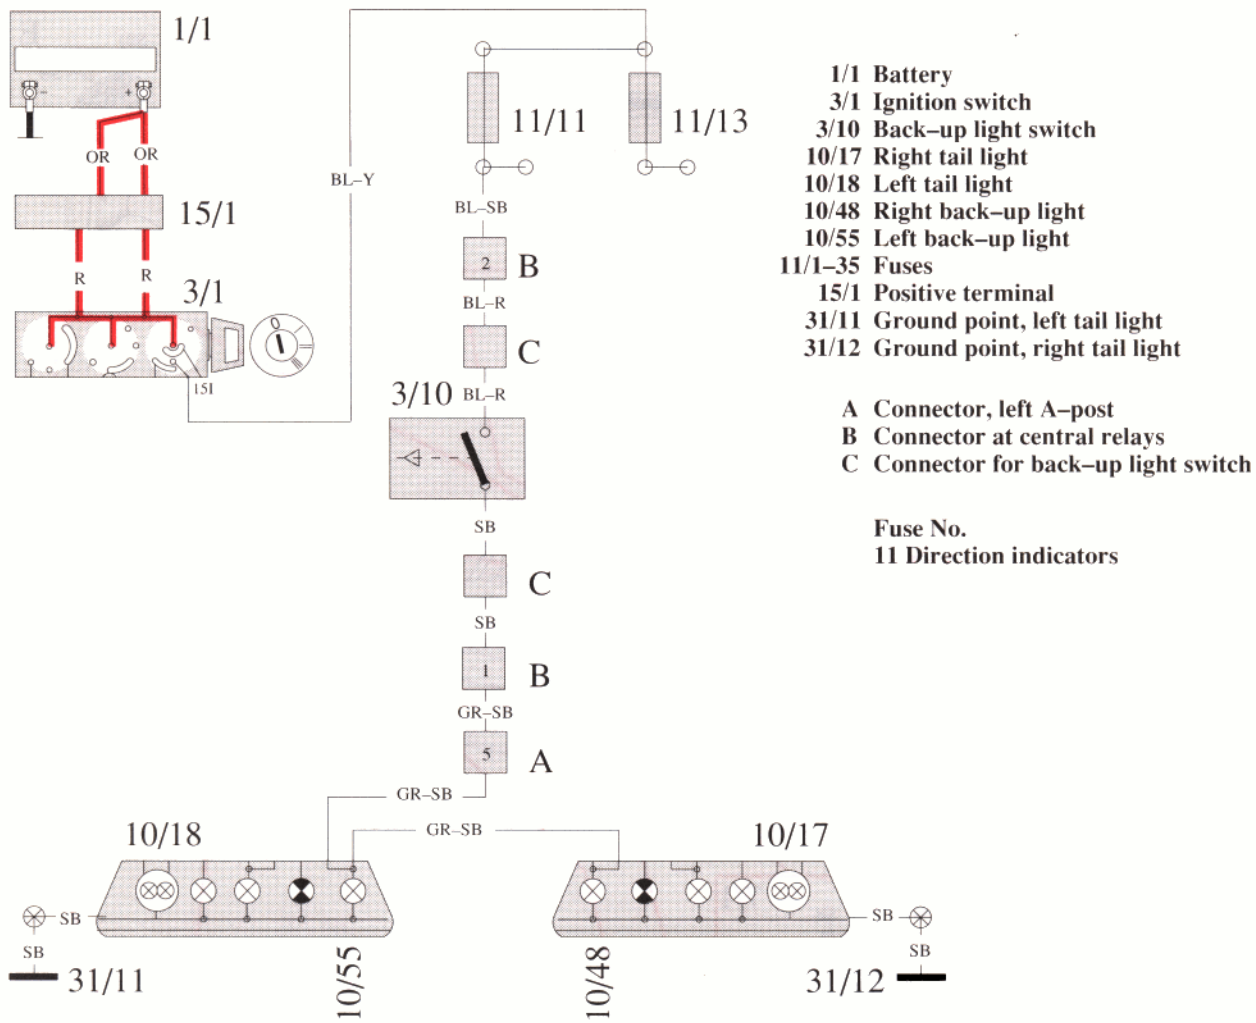 1/1
−
+
OR
OR
15/1
R
R
3/1
0
15I
BL–Y
11/11
11/13
BL–SB
2
B
BL–R
C
3/10
BL–R
SB
C
SB
1
B
GR–SB
5
A
GR–SB
GR–SB
10/18
10/17
SB
SB
31/11
10/55
10/48
SB
SB
31/12
1/1 Battery
3/1 Ignition switch
3/10 Back–up light switch
10/17 Right tail light
10/18 Left tail light
10/48 Right back–up light
10/55 Left back–up light
11/1–35 Fuses
15/1 Positive terminal
31/11 Ground point, left tail light
31/12 Ground point, right tail light
A Connector, left A–post
B Connector at central relays
C Connector for back–up light switch
Fuse No.
11 Direction indicators